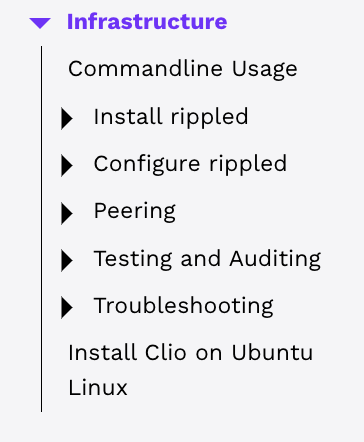 Infrastructure
Commandline Usage
Install rippled
Configure rippled
Peering
Testing and Auditing
Troubleshooting
Install Clio on Ubuntu
Linux